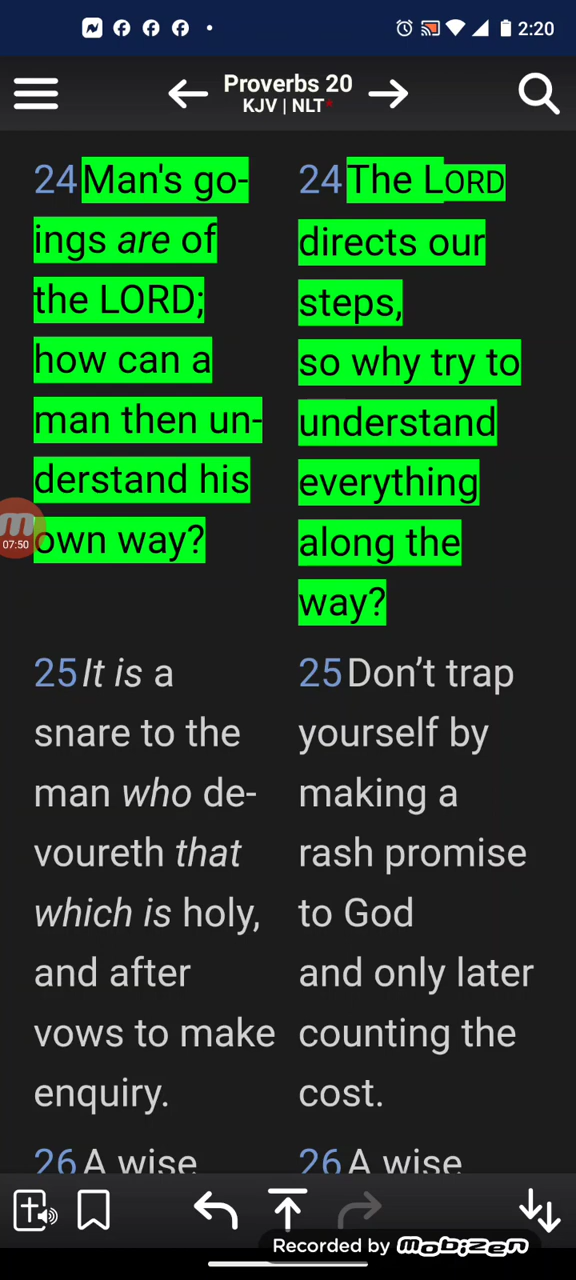 2:20
Proverbs 20
KJV | NLT*
24 Man's go-
ings are of
the LORD;
how can a
man then un-
derstand his
own way?
24 The LORD
directs our
steps,
so why try to
understand
everything
along the
way?
07:50
25 It is a
snare to the
man who de-
voureth that
which is holy,
and after
vows to make
enquiry.
25 Don’t trap
yourself by
making a
rash promise
to God
and only later
counting the
cost.
26 A wise
26 A wise
Recorded by mobizen